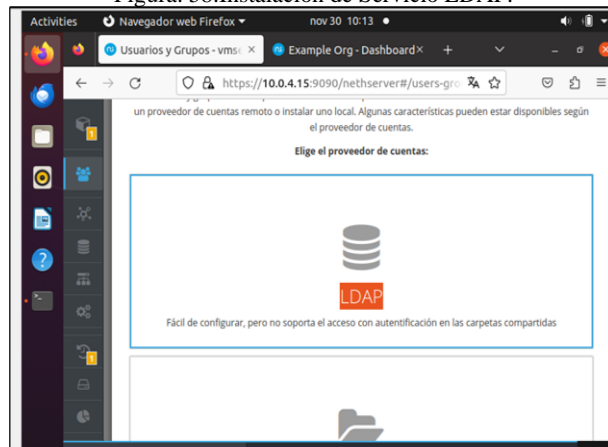 Figura. 38.Instalación de Servicio LDAP.
Activities Navegador web Firefox nov 30 10:13
Usuarios y Grupos - vms Example Org - Dashboard
https://10.0.4.15:9090/nethserver#/users-gro
un proveedor de cuentas remoto o instalar uno local. Algunas características pueden estar disponibles según
el proveedor de cuentas.
Elige el proveedor de cuentas:
LDAP
Fácil de configurar, pero no soporta el acceso con autentificación en las carpetas compartidas